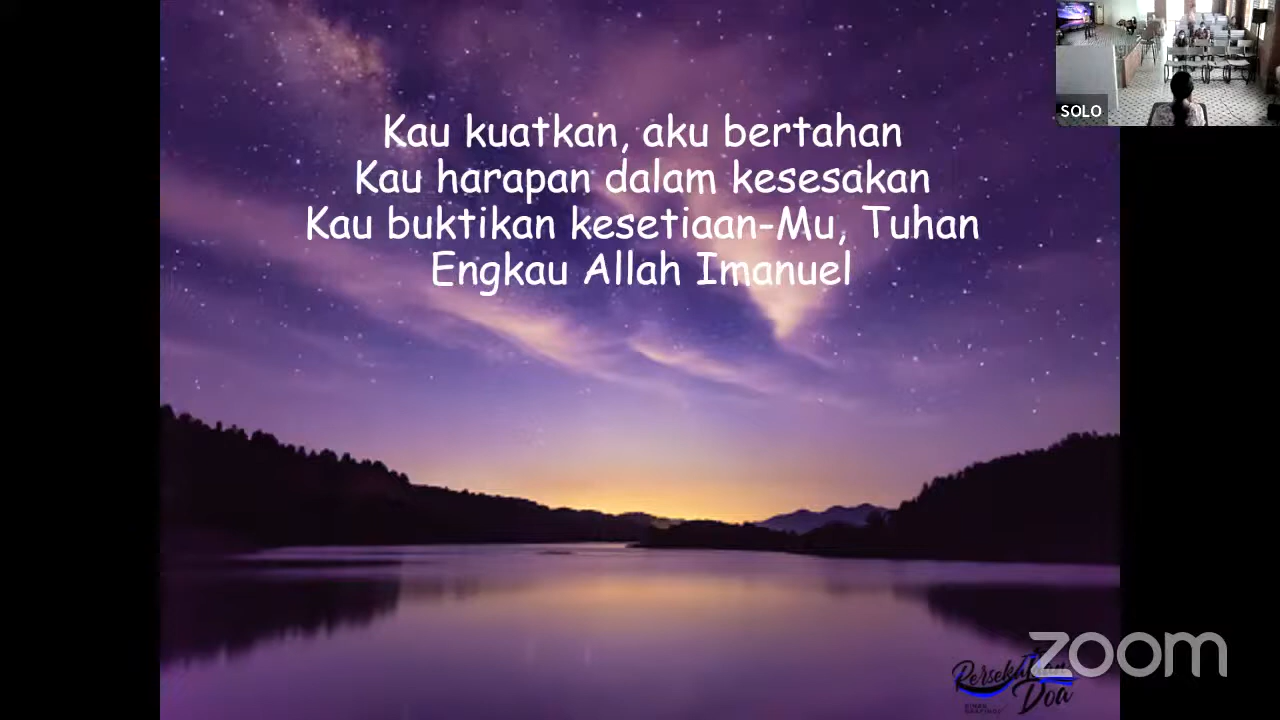 Kau kuatkan, aku bertahan
Kau harapan dalam kesesakan
Kau buktikan kesetiaan-Mu, Tuhan
Engkau Allah Imanuel
SOLO
zoom
Doa